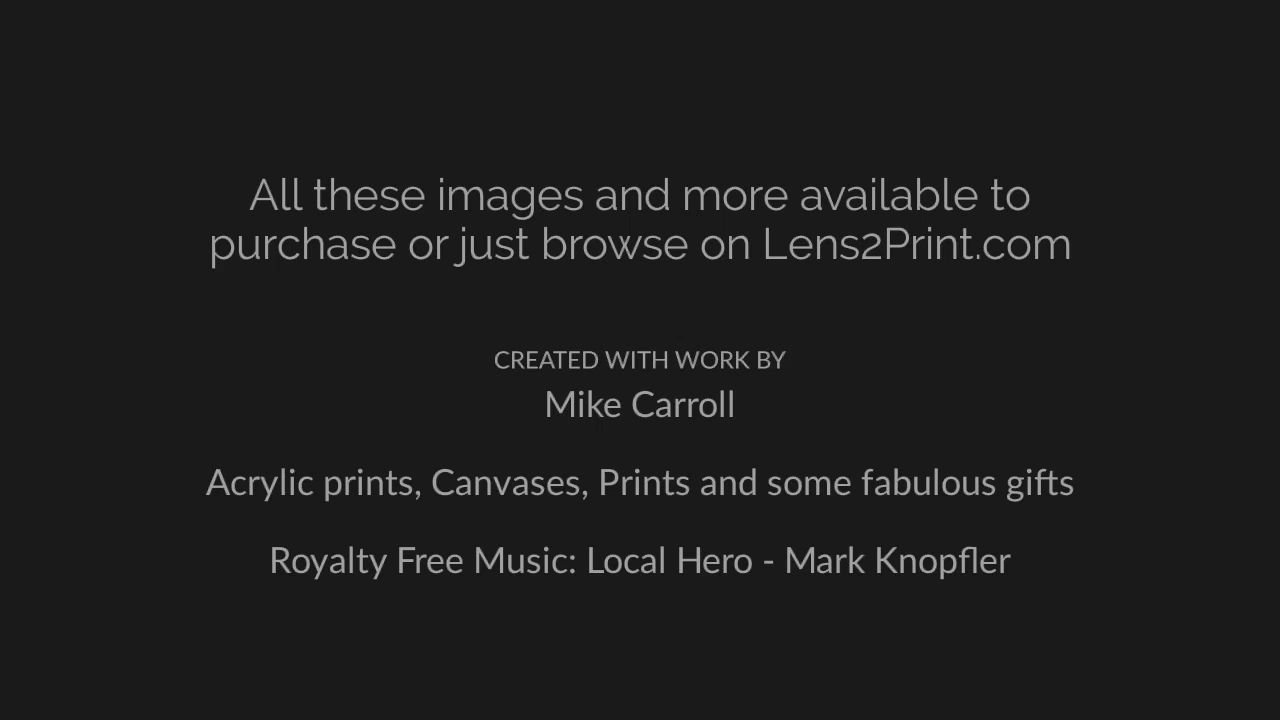 All these images and more available to
purchase or just browse on Lens2Print.com
CREATED WITH WORK BY
Mike Carroll
Acrylic prints, Canvases, Prints and some fabulous gifts
Royalty Free Music: Local Hero - Mark Knopfler